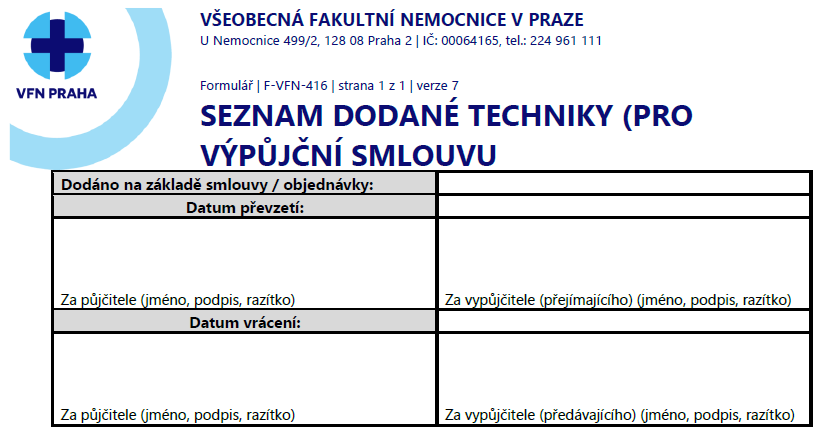 VŠEOBECNÁ FAKULTNÍ NEMOCNICE V PRAZE
U Nemocnice 499/2, 128 08 Praha 2 | IČ: 00064165, tel.: 224 961 111
VFN PRAHA
Formulář | F-VFN-416 | strana 1 z 1 | verze 7
SEZNAM DODANÉ TECHNIKY (PRO
VÝPŮJČNÍ SMLOUVU
Dodáno na základě smlouvy / objednávky:
Datum převzetí:
Za půjčitele (jméno, podpis, razítko)
Za vypůjčitele (přejímajícího) (jméno, podpis, razítko)
Datum vrácení:
Za půjčitele (jméno, podpis, razítko)
Za vypůjčitele (předávajícího) (jméno, podpis, razítko)